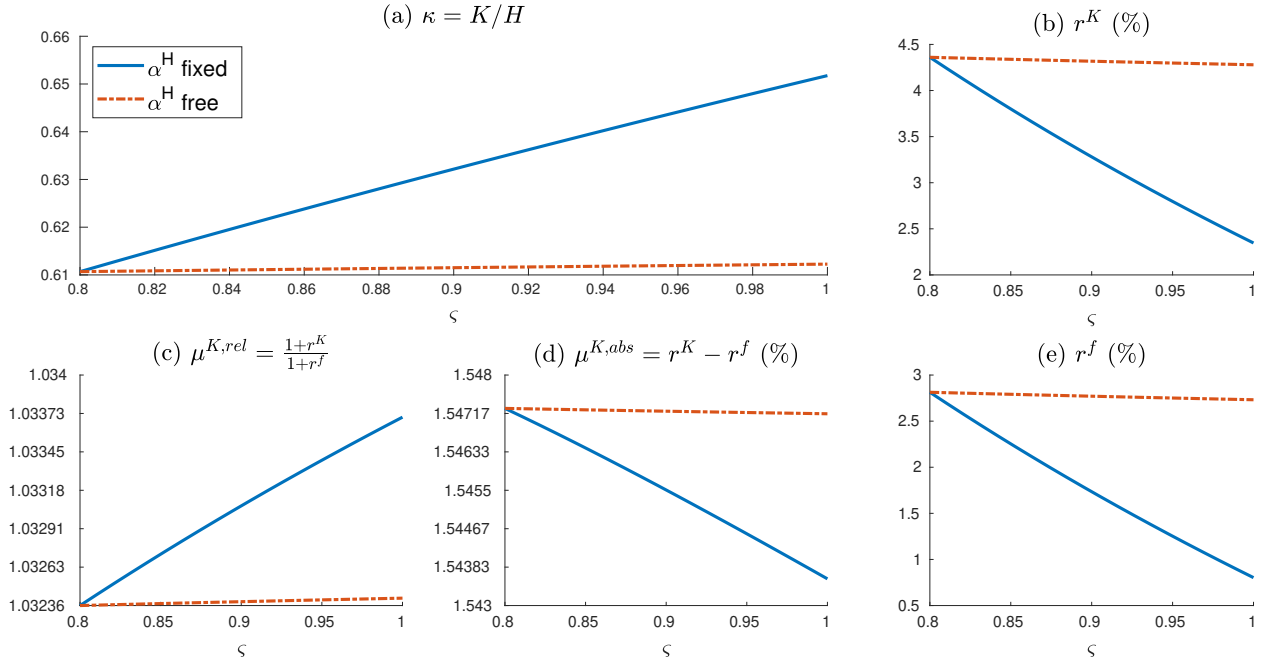 (a) κ = K/H
0.66
0.65
0.64
0.63
0.62
0.61
α^H fixed
α^H free
0.8 0.82 0.84 0.86 0.88 0.9 0.92 0.94 0.96 0.98 1
ς
(b) r^K (%)
4.5
4
3.5
3
2.5
2
0.8 0.85 0.9 0.95 1
ς
(c) μ^{K,rel} = \frac{1+r^K}{1+r^f}
1.034
1.03373
1.03345
1.03318
1.03291
1.03263
1.03236
0.8 0.85 0.9 0.95 1
ς
(d) μ^{K,abs} = r^K − r^f (%)
1.548
1.54717
1.54633
1.5455
1.54467
1.54383
1.543
0.8 0.85 0.9 0.95 1
ς
(e) r^f (%)
3
2.5
2
1.5
1
0.5
0.8 0.85 0.9 0.95 1
ς